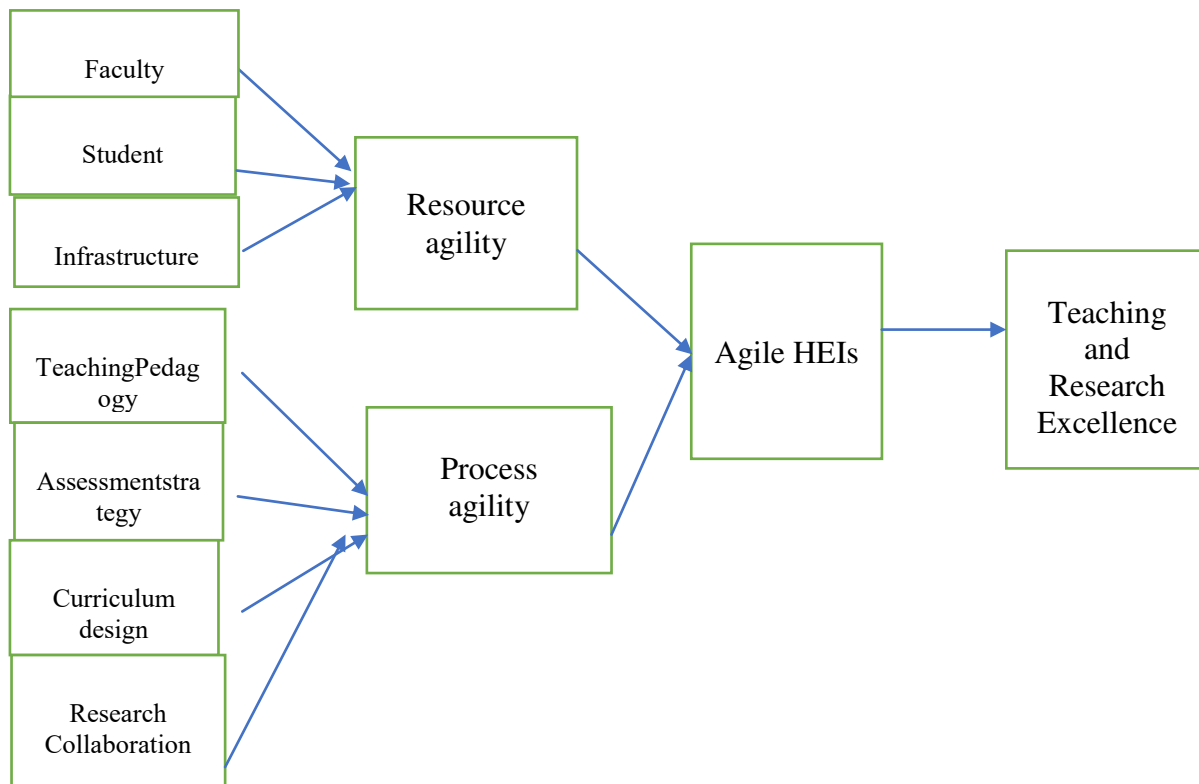 Faculty
Student
Infrastructure
TeachingPedag
ogy
Assessmentstra
tegy
Curriculum
design
Research
Collaboration
Resource
agility
Process
agility
Agile HEIs
Teaching
and
Research
Excellence